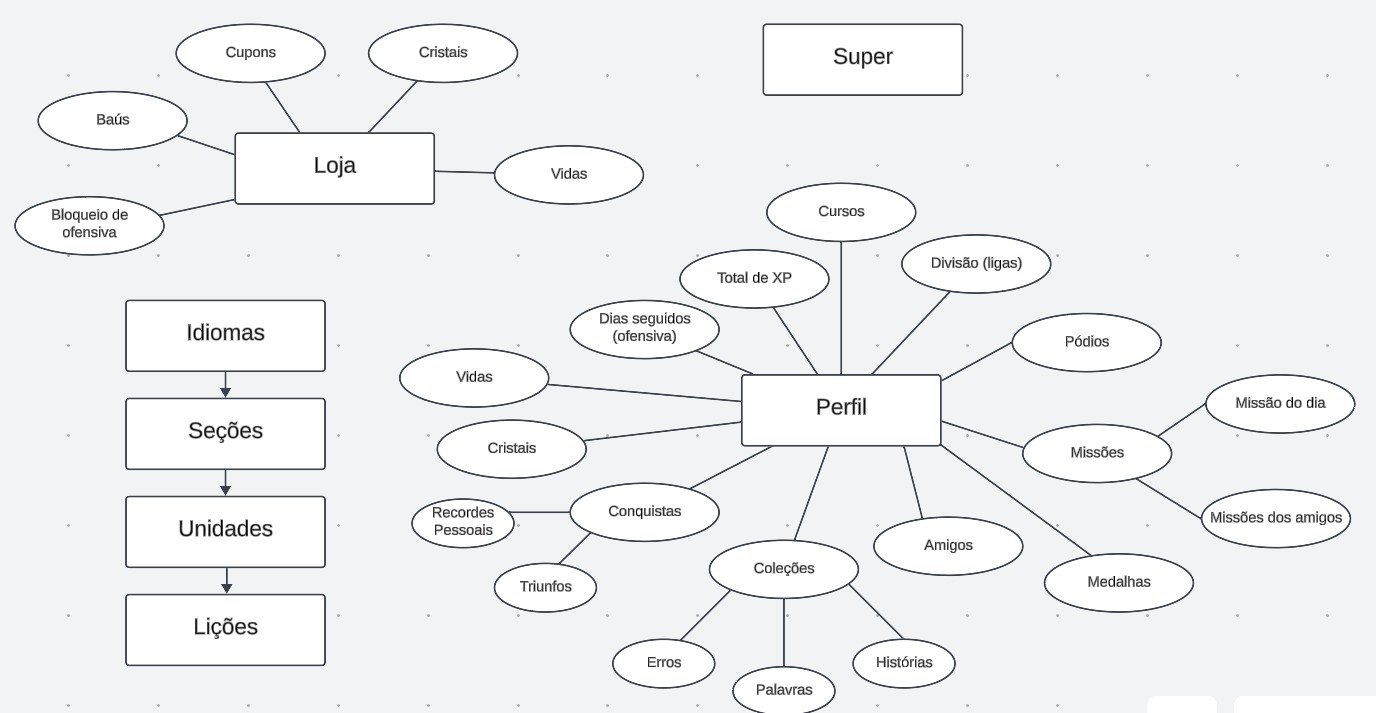 Cupons
Cristais
Super
Baús
Loja
Vidas
Bloqueio de
ofensiva
Cursos
Divisão (ligas)
Total de XP
Dias seguidos
(ofensiva)
Idiomas
Pódios
Vidas
Perfil
Missão do dia
Seções
Cristais
Missões
Recordes
Pessoais
Conquistas
Missões dos amigos
Unidades
Amigos
Coleções
Medalhas
Triunfos
Lições
Erros
Histórias
Palavras